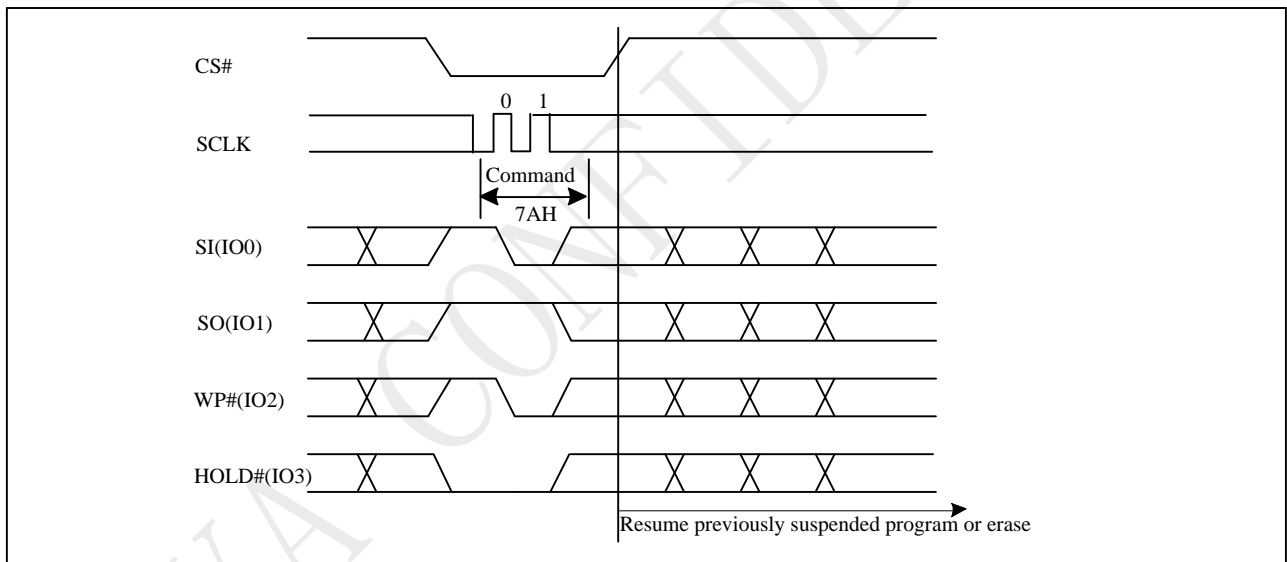 CS#
0 1
SCLK
Command
7AH
SI(IO0)
SO(IO1)
WP#(IO2)
HOLD#(IO3)
Resume previously suspended program or erase